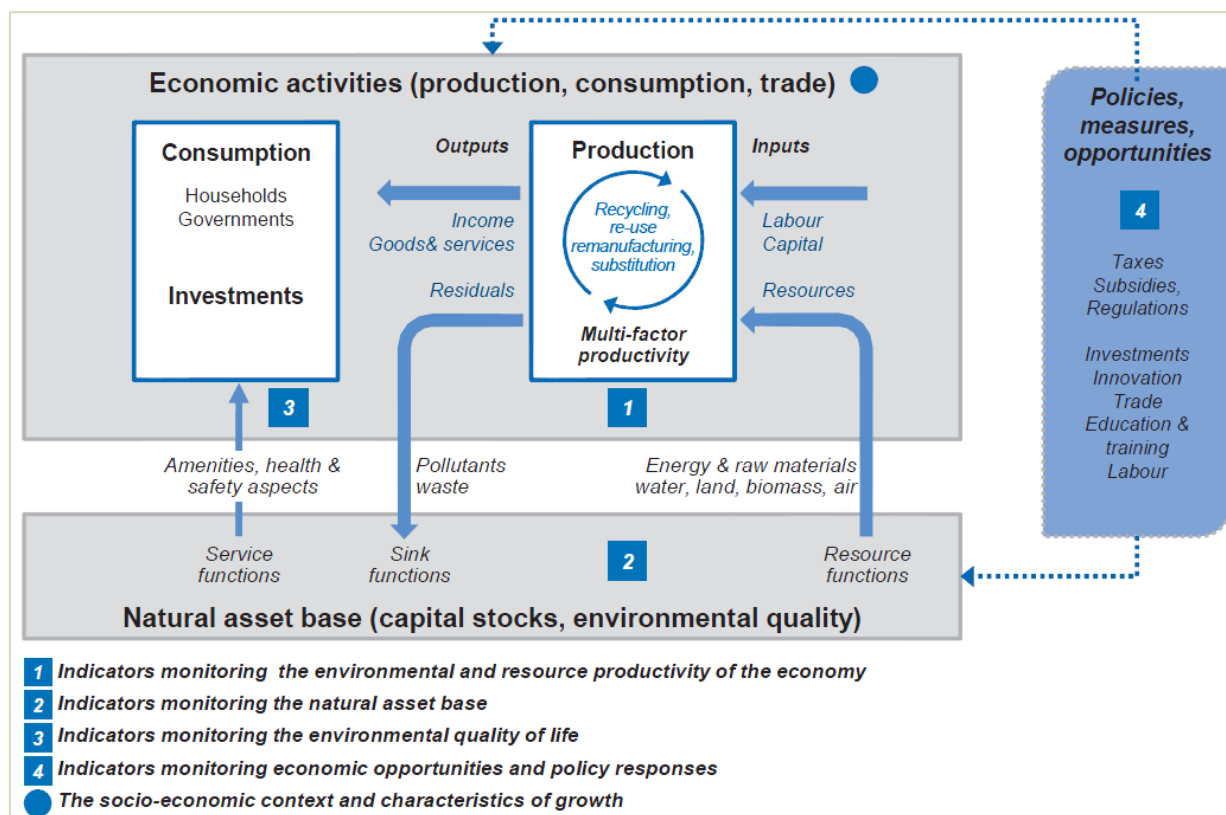 Economic activities (production, consumption, trade)
Consumption
Households
Governments
Investments
3
Outputs
Income
Goods& services
Residuals
Production
Recycling,
re-use
remanufacturing,
substitution
Multi-factor
productivity
1
Inputs
Labour
Capital
Resources
Amenities, health &
safety aspects
Pollutants
waste
Energy & raw materials
water, land, biomass, air
Service
functions
Sink
functions
2
Resource
functions
Natural asset base (capital stocks, environmental quality)
Policies,
measures,
opportunities
4
Taxes
Subsidies,
Regulations
Investments
Innovation
Trade
Education &
training
Labour
1 Indicators monitoring the environmental and resource productivity of the economy
2 Indicators monitoring the natural asset base
3 Indicators monitoring the environmental quality of life
4 Indicators monitoring economic opportunities and policy responses
The socio-economic context and characteristics of growth